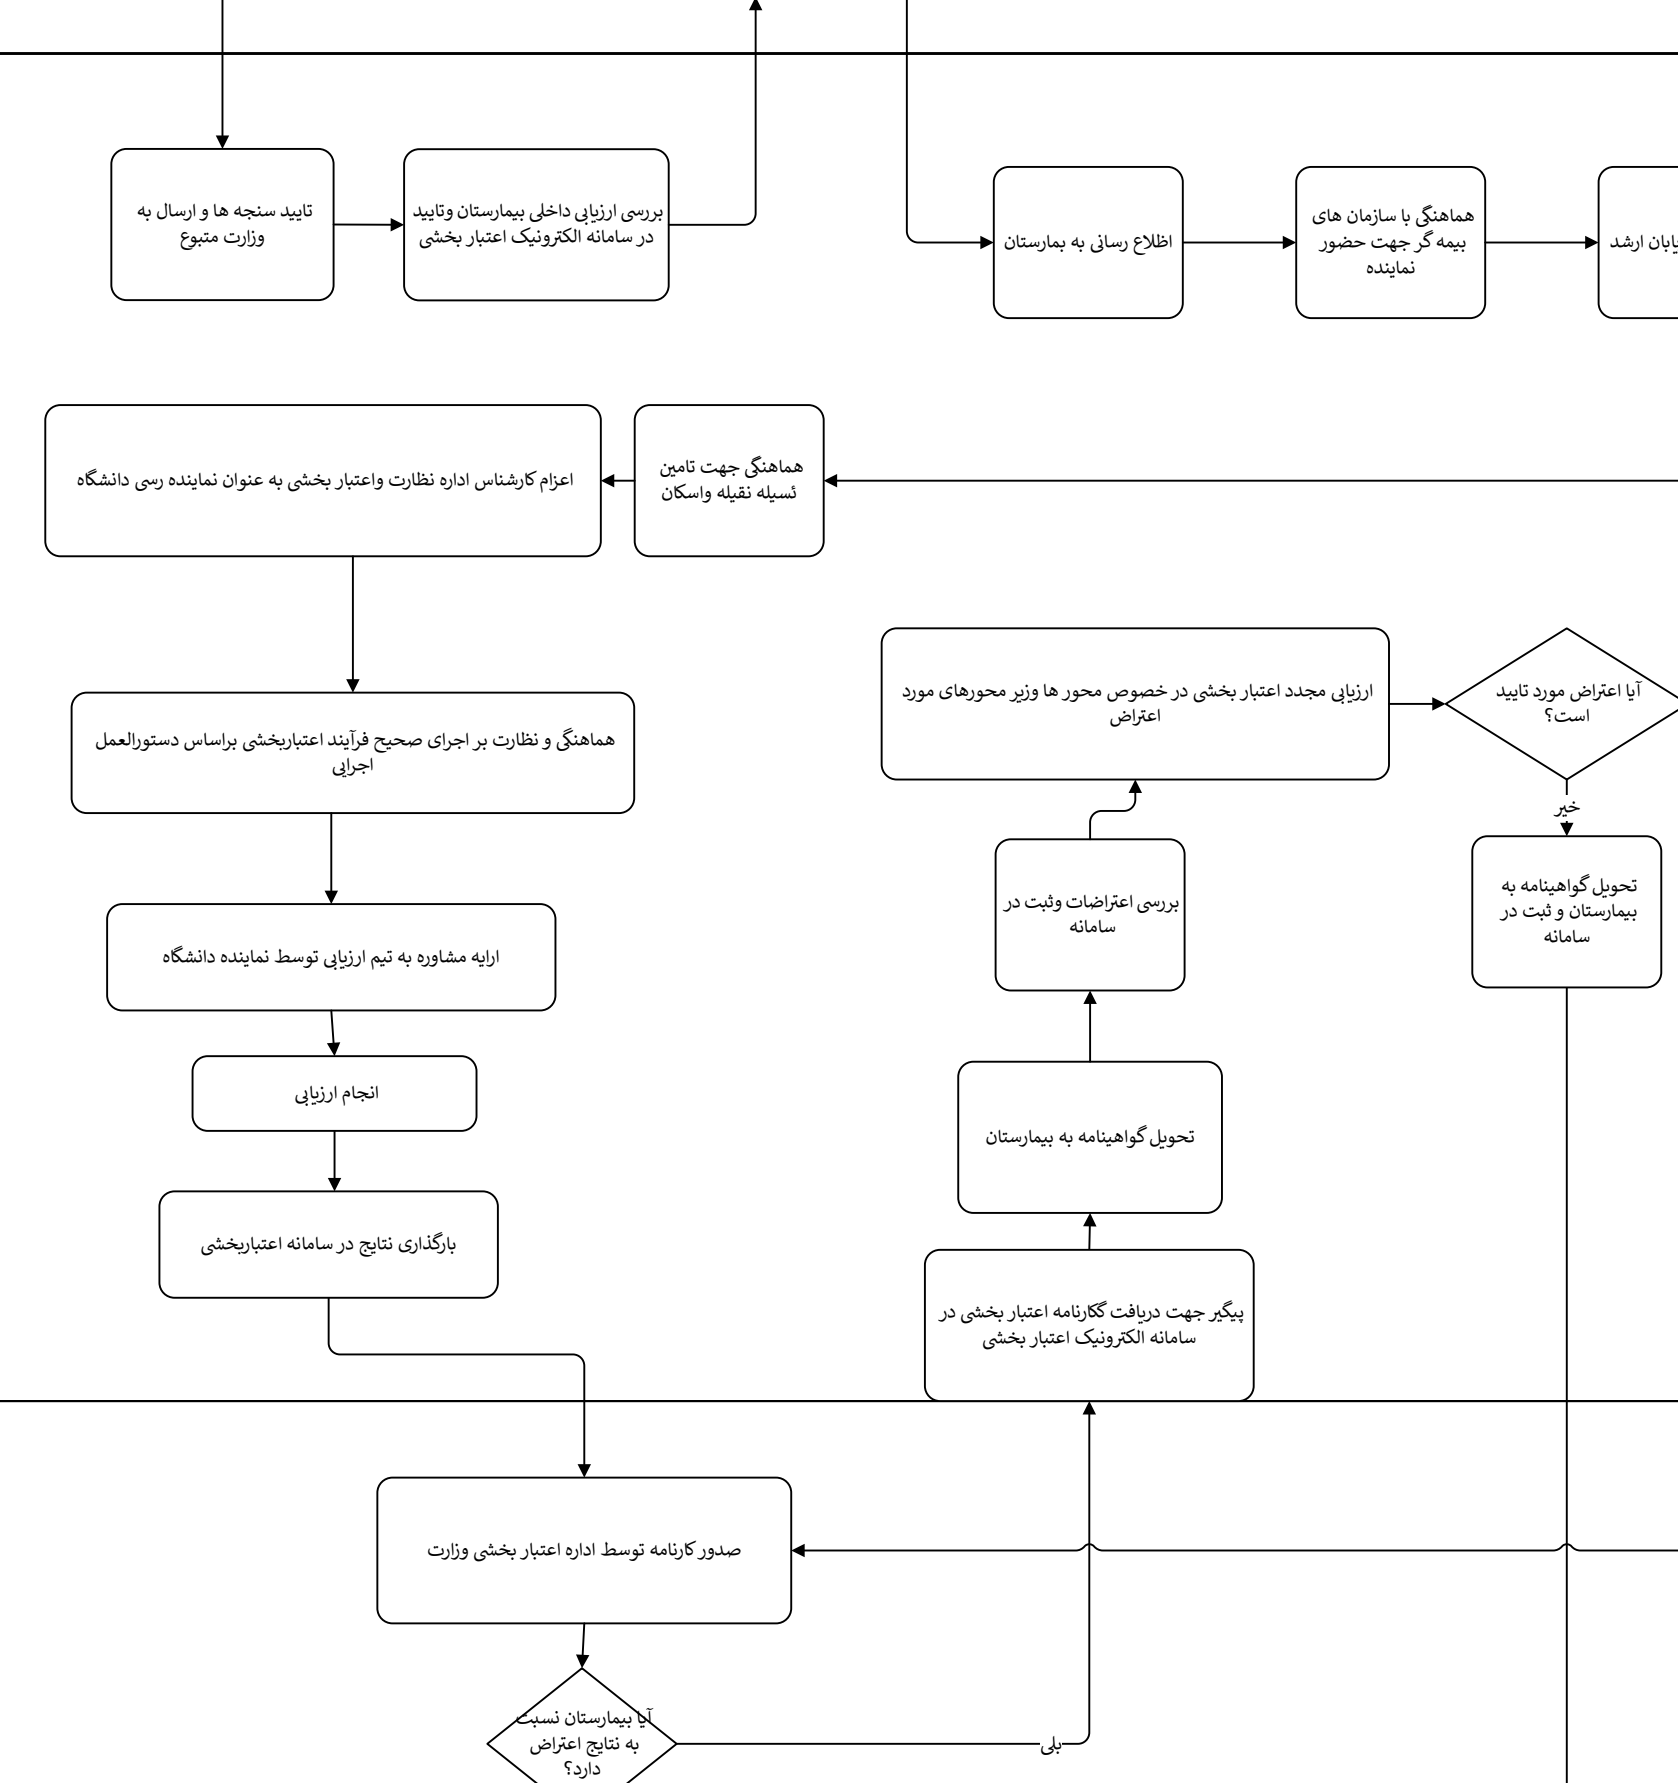 تایید سنجه ها و ارسال به
وزارت متبوع
بررسی ارزیابی داخلی بیمارستان وتایید
در سامانه الکترونیک اعتبار بخشی
اظلاع رسانی به بمارستان
هماهنگی با سازمان های
بیمه گر جهت حضور
نماینده
ارشد
هماهنگی جهت تامین
ئسیله نقیله واسکان
اعزام کارشناس اداره نظارت واعتبار بخشی به عنوان نماینده رسی دانشگاه
هماهنگی و نظارت بر اجرای صحیح فرآیند اعتباربخشی براساس دستورالعمل
اجرایی
ارایه مشاوره به تیم ارزیابی توسط نماینده دانشگاه
انجام ارزیابی
بارگذاری نتایج در سامانه اعتباربخشی
ارزیابی مجدد اعتبار بخشی در خصوص محور ها وزیر محورهای مورد
اعتراض
آیا اعتراض مورد تایید
است؟
خیر
تحویل گواهینامه به
بیمارستان و ثبت در
سامانه
بررسی اعتراضات وثبت در
سامانه
تحویل گواهینامه به بیمارستان
پیگیر جهت دریافت گکارنامه اعتبار بخشی در
سامانه الکترونیک اعتبار بخشی
صدور کارنامه توسط اداره اعتبار بخشی وزارت
آیا بیمارستان نسبت
به نتایج اعتراض
دارد؟
بلی